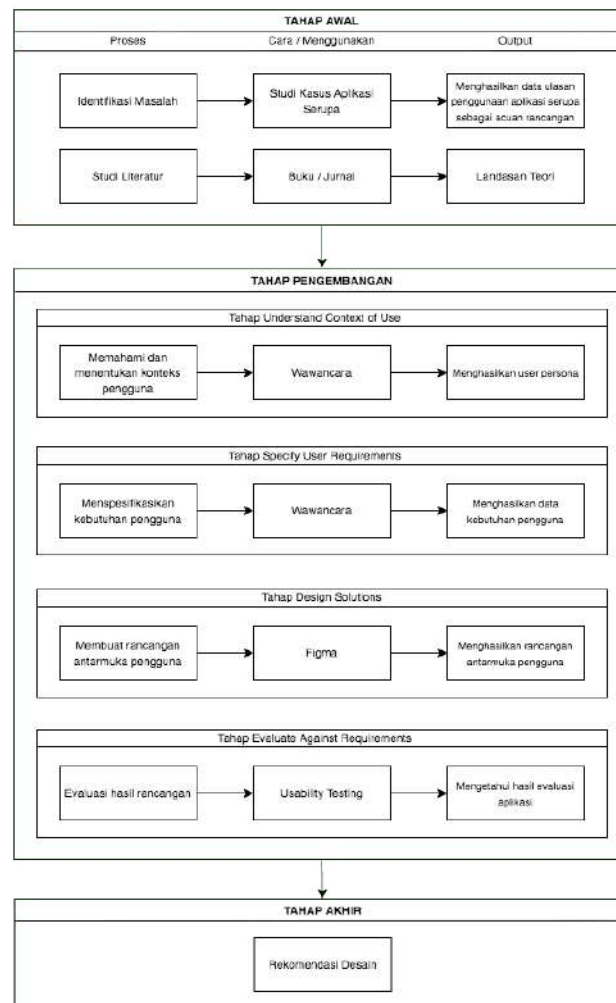 TAHAP AWAL
Proses
Cara / Menggunakan
Output
Identifikasi Masalah
Studi Kasus Aplikasi
Serupa
Menghasilkan data ulasan
penggunaan aplikasi serupa
sebagai acuan rancangan
Studi Literatur
Buku / Jurnal
Landasan Teori
TAHAP PENGEMBANGAN
Tahap Understand Context of Use
Memahami dan
menentukan konteks
pengguna
Wawancara
Menghasilkan user persona
Tahap Specify User Requirements
Menspesifikasikan
kebutuhan pengguna
Wawancara
Menghasilkan data
kebutuhan pengguna
Tahap Design Solutions
Membuat rancangan
antarmuka pengguna
Figma
Menghasilkan rancangan
antarmuka pengguna
Tahap Evaluate Against Requirements
Evaluasi hasil rancangan
Usability Testing
Mengetahui hasil evaluasi
aplikasi
TAHAP AKHIR
Rekomendasi Desain